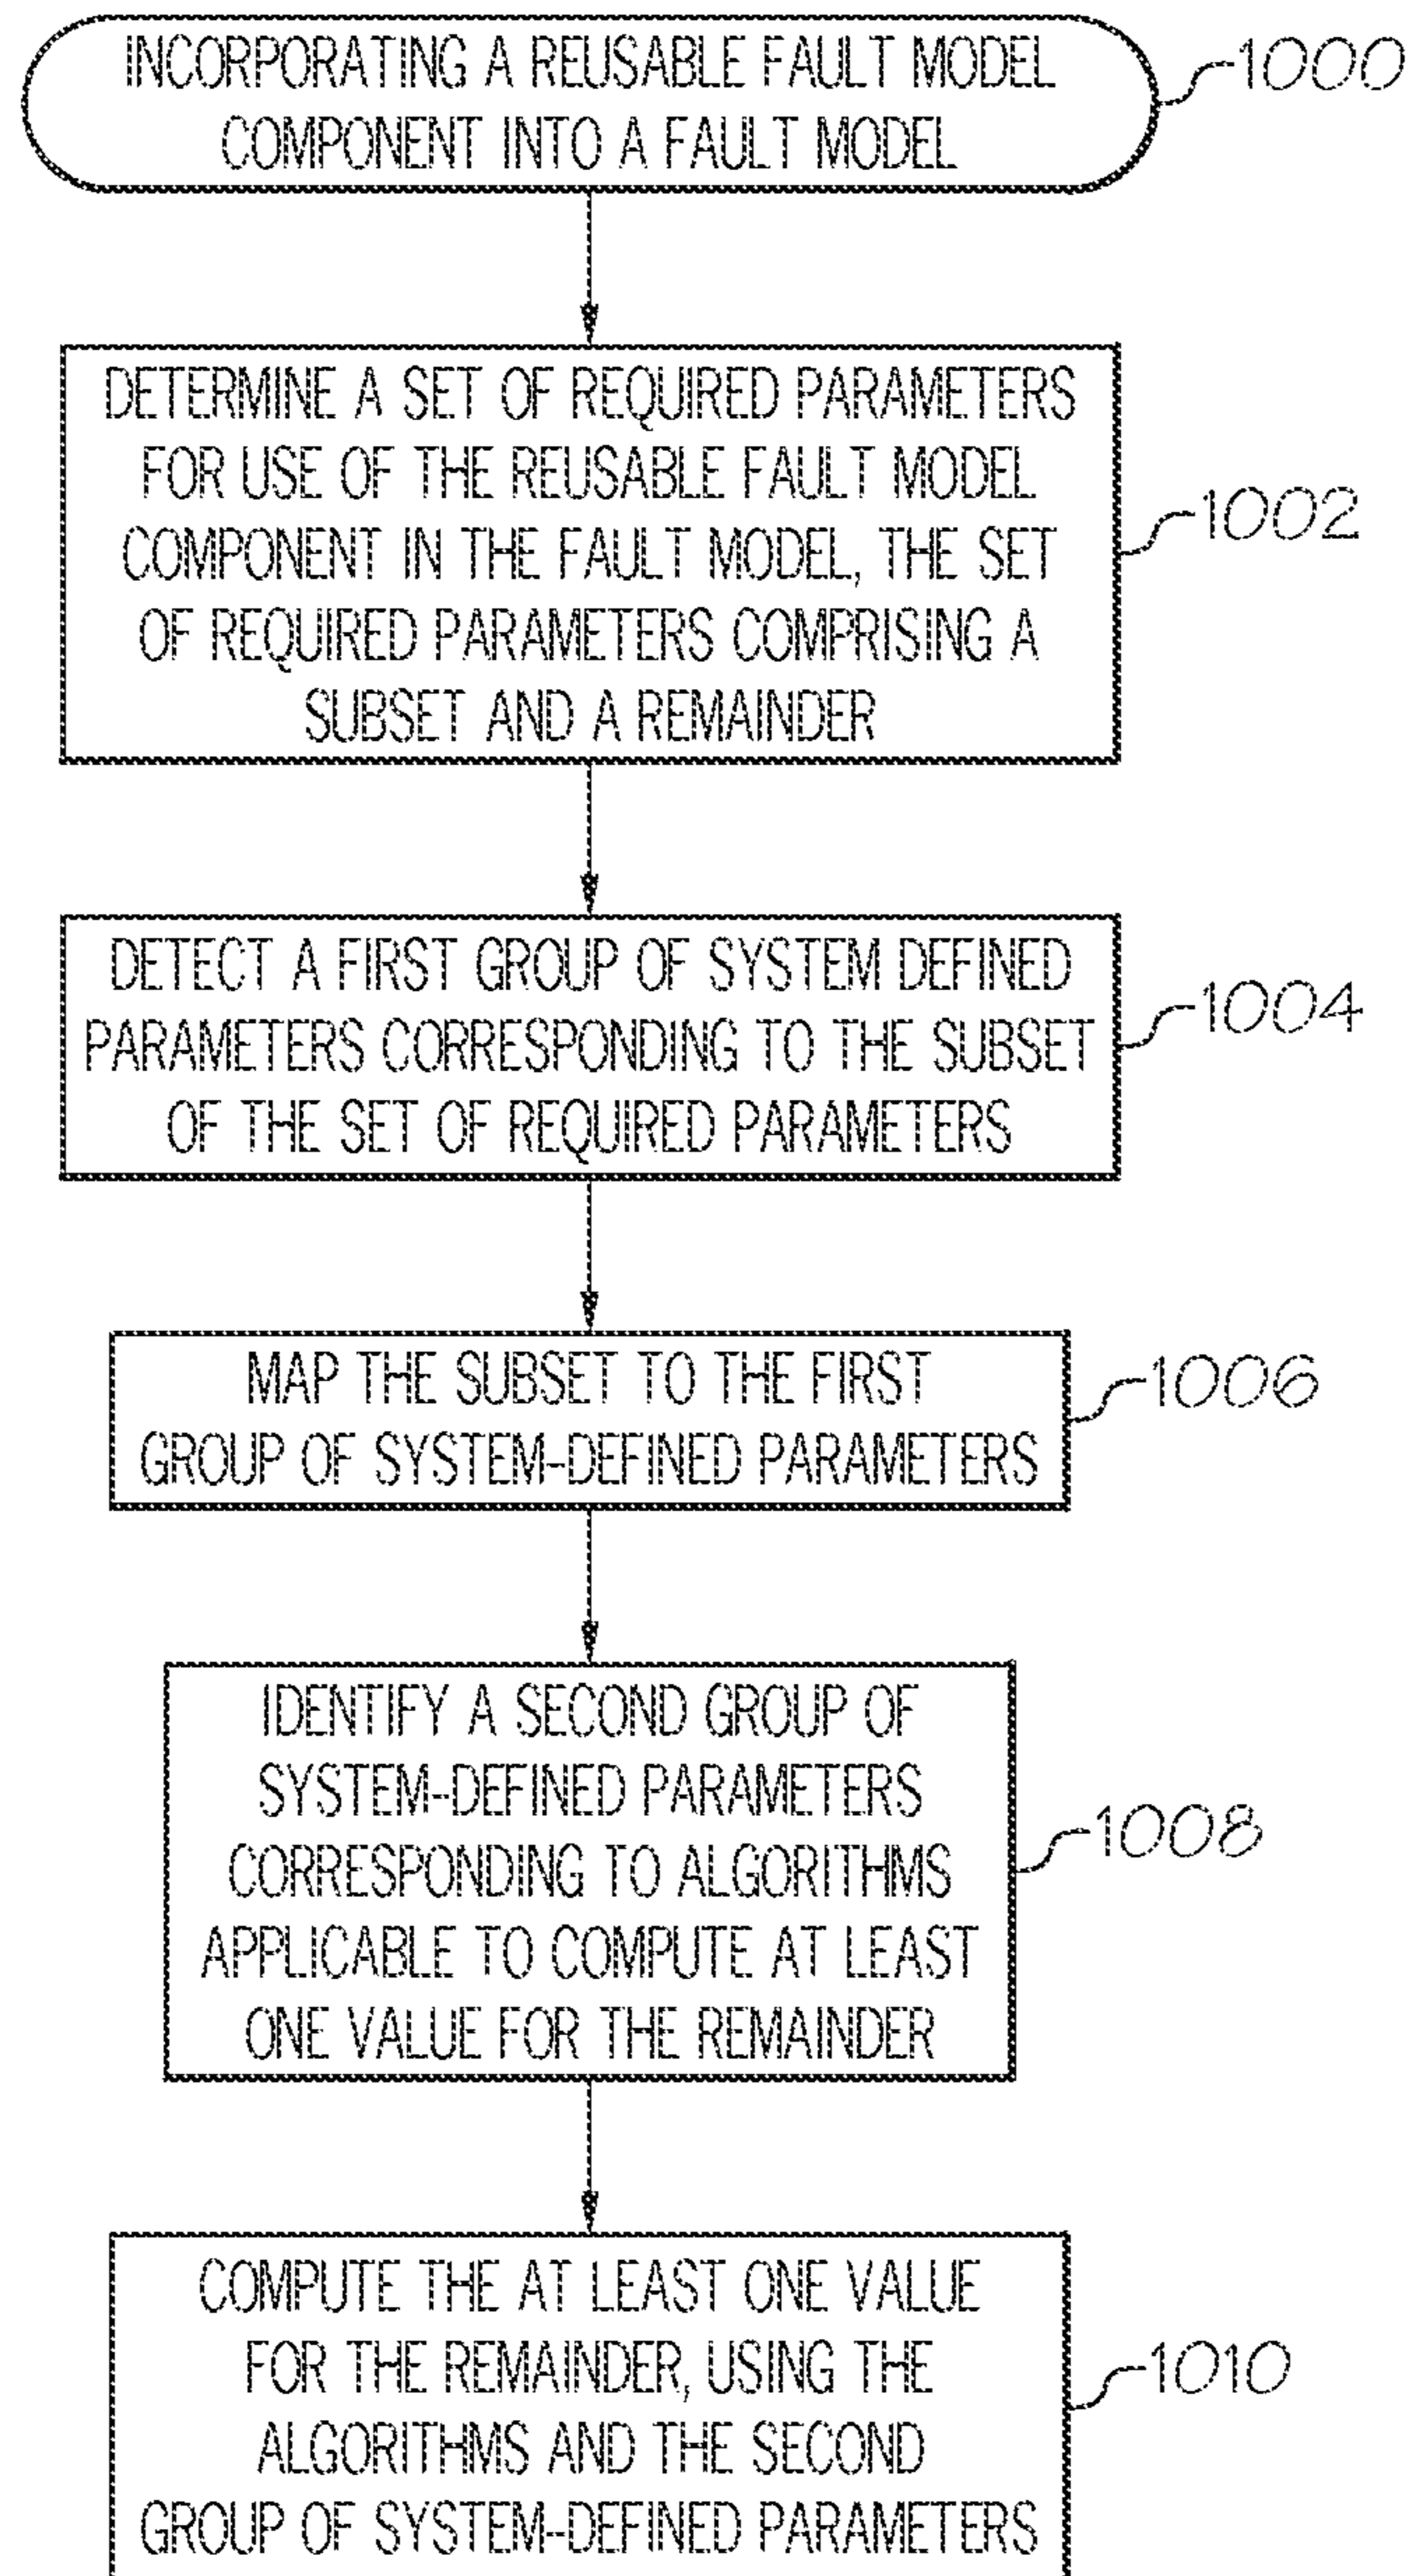 INCORPORATING A REUSABLE FAULT MODEL
COMPONENT INTO A FAULT MODEL
1000
DETERMINE A SET OF REQUIRED PARAMETERS
FOR USE OF THE REUSABLE FAULT MODEL
COMPONENT IN THE FAULT MODEL, THE SET
OF REQUIRED PARAMETERS COMPRISING A
SUBSET AND A REMAINDER
1002
DETECT A FIRST GROUP OF SYSTEM DEFINED
PARAMETERS CORRESPONDING TO THE SUBSET
OF THE SET OF REQUIRED PARAMETERS
1004
MAP THE SUBSET TO THE FIRST
GROUP OF SYSTEM-DEFINED PARAMETERS
1006
IDENTIFY A SECOND GROUP OF
SYSTEM-DEFINED PARAMETERS
CORRESPONDING TO ALGORITHMS
APPLICABLE TO COMPUTE AT LEAST
ONE VALUE FOR THE REMAINDER
1008
COMPUTE THE AT LEAST ONE VALUE
FOR THE REMAINDER, USING THE
ALGORITHMS AND THE SECOND
GROUP OF SYSTEM-DEFINED PARAMETERS
1010